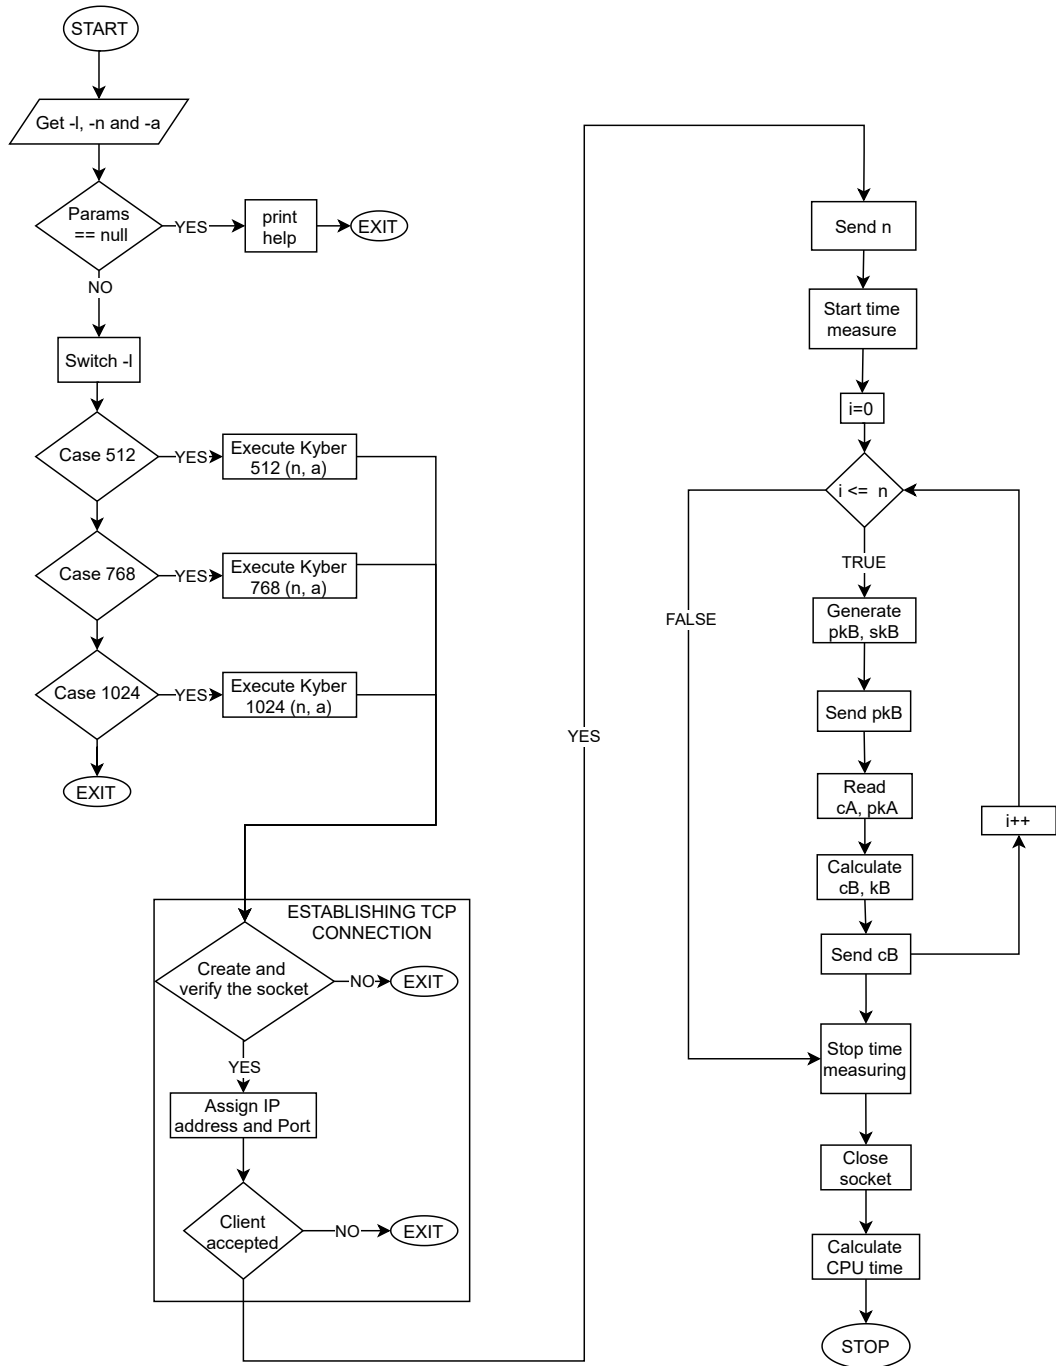 START
Get -l, -n and -a
Params
== null
YES
print
help
EXIT
NO
Switch -l
Case 512
YES
Execute Kyber
512 (n, a)
Case 768
YES
Execute Kyber
768 (n, a)
Case 1024
YES
Execute Kyber
1024 (n, a)
EXIT
ESTABLISHING TCP
CONNECTION
Create and
verify the socket
NO
EXIT
YES
Assign IP
address and Port
Client
accepted
NO
EXIT
YES
Send n
Start time
measure
i=0
i <= n
TRUE
FALSE
Generate
pkB, skB
Send pkB
Read
cA, pkA
Calculate
cB, kB
i++
Send cB
Stop time
measuring
Close
socket
Calculate
CPU time
STOP